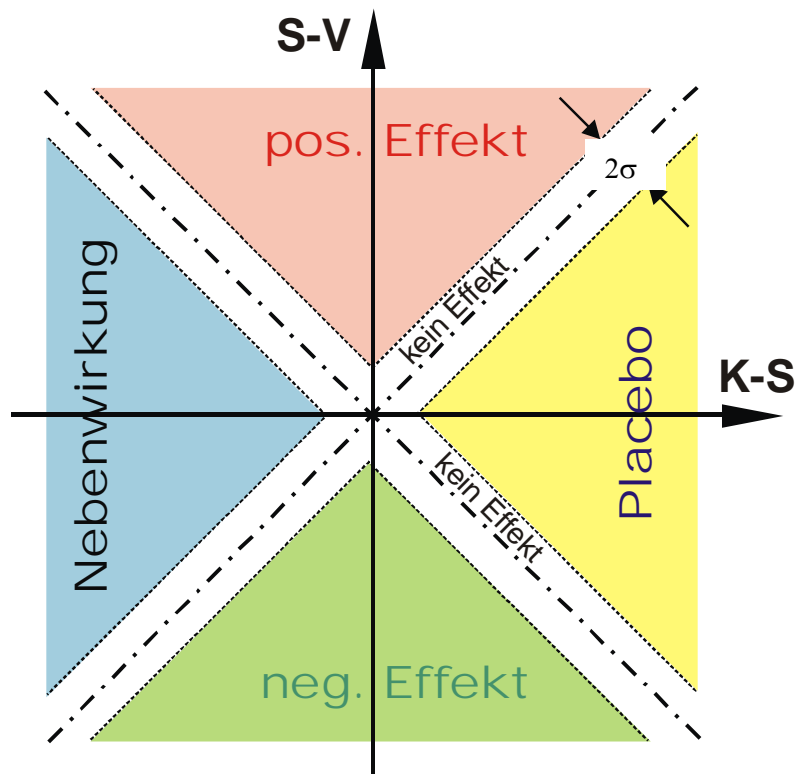 S-V
pos. Effekt
2σ
kein Effekt
Nebenwirkung
Placebo
K-S
kein Effekt
neg. Effekt